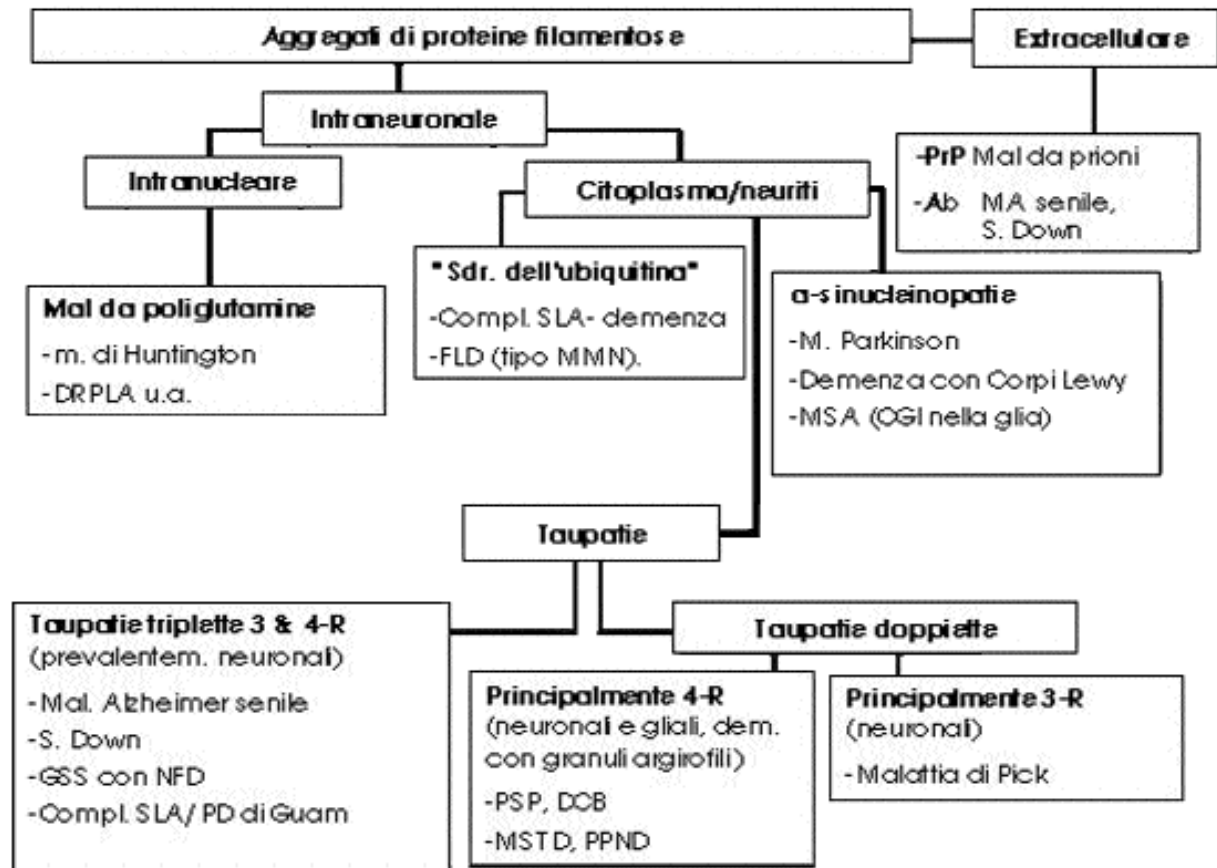 Aggregati di proteine filamentose
Extracellulare
Intraneuronale
-PrP Mal da prioni
-Ab MA senile,
S. Down
Intranucleare
Citoplasma/neuriti
"Sdr. dell'ubiquitina"
-Compl. SLA- demenza
-FLD (tipo MMN).
a-sinucleinopatie
-M. Parkinson
-Demenza con Corpi Lewy
-MSA (OGI nella glia)
Mal da poliglutamine
-m. di Huntington
-DRPLA u.a.
Taupatie
Taupatie triplette 3 & 4-R
(prevalentem. neuronali)
-Mal. Alzheimer senile
-S. Down
-GSS con NFD
-Compl. SLA/ PD di Guam
Taupatie doppiette
Principalmente 4-R
(neuronali e gliali, dem.
con granuli argirofili)
-PSP, DCB
-MSTD, PPND
Principalmente 3-R
(neuronali)
-Malattia di Pick